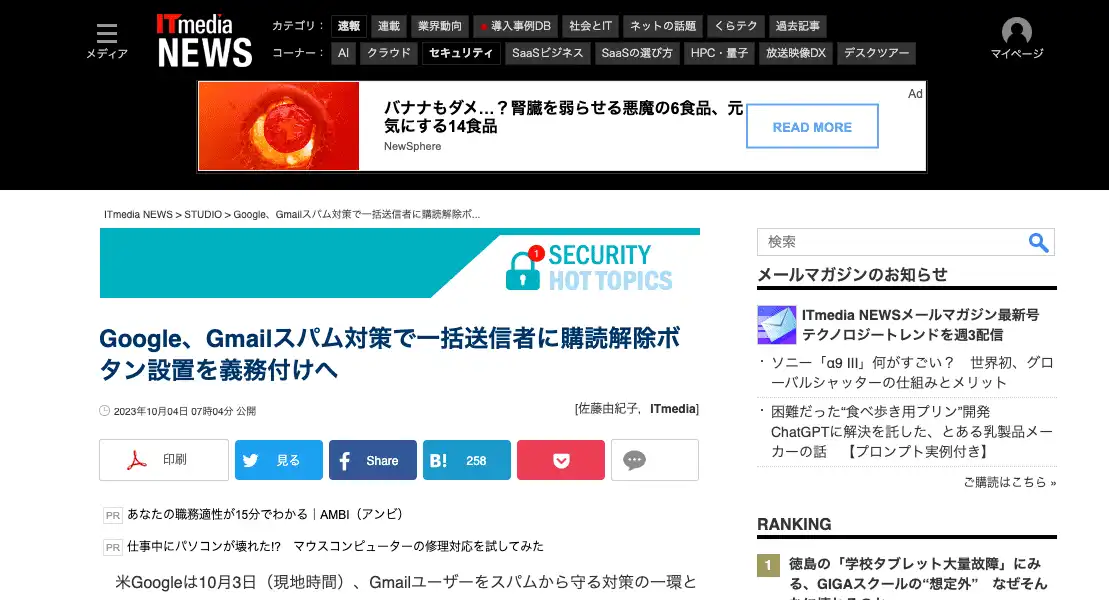 メディア
ITmedia NEWS
カテゴリ： 速報 連載 業界動向 導入事例DB 社会とIT ネットの話題 くらテク 過去記事
コーナー： AI クラウド セキュリティ SaaSビジネス SaaSの選び方 HPC・量子 放送映像DX デスクツアー
マイページ
バナナもダメ…？腎臓を弱らせる悪魔の6食品、元
気にする14食品
NewSphere
READ MORE
Ad
ITmedia NEWS > STUDIO > Google、Gmailスパム対策で一括送信者に購読解除ボ...
1
SECURITY
HOT TOPICS
Google、Gmailスパム対策で一括送信者に購読解除ボ
タン設置を義務付けへ
2023年10月04日 07時04分 公開
[佐藤由紀子, ITmedia]
印刷
見る
Share
B! 258
PR あなたの職務適性が15分でわかる｜AMBI（アンビ）
PR 仕事中にパソコンが壊れた!?　マウスコンピューターの修理対応を試してみた
米Googleは10月3日（現地時間）、Gmailユーザーをスパムから守る対策の一環と
検索
メールマガジンのお知らせ
ITmedia NEWSメールマガジン最新号
テクノロジートレンドを週3配信
・ソニー「α9 III」何がすごい？　世界初、グロ
ーバルシャッターの仕組みとメリット
・困難だった“食べ歩き用プリン”開発
ChatGPTに解決を託した、とある乳製品メー
カーの話　【プロンプト実例付き】
ご購読はこちら »
RANKING
1 徳島の「学校タブレット大量故障」にみ
る、GIGAスクールの“想定外”　なぜそん